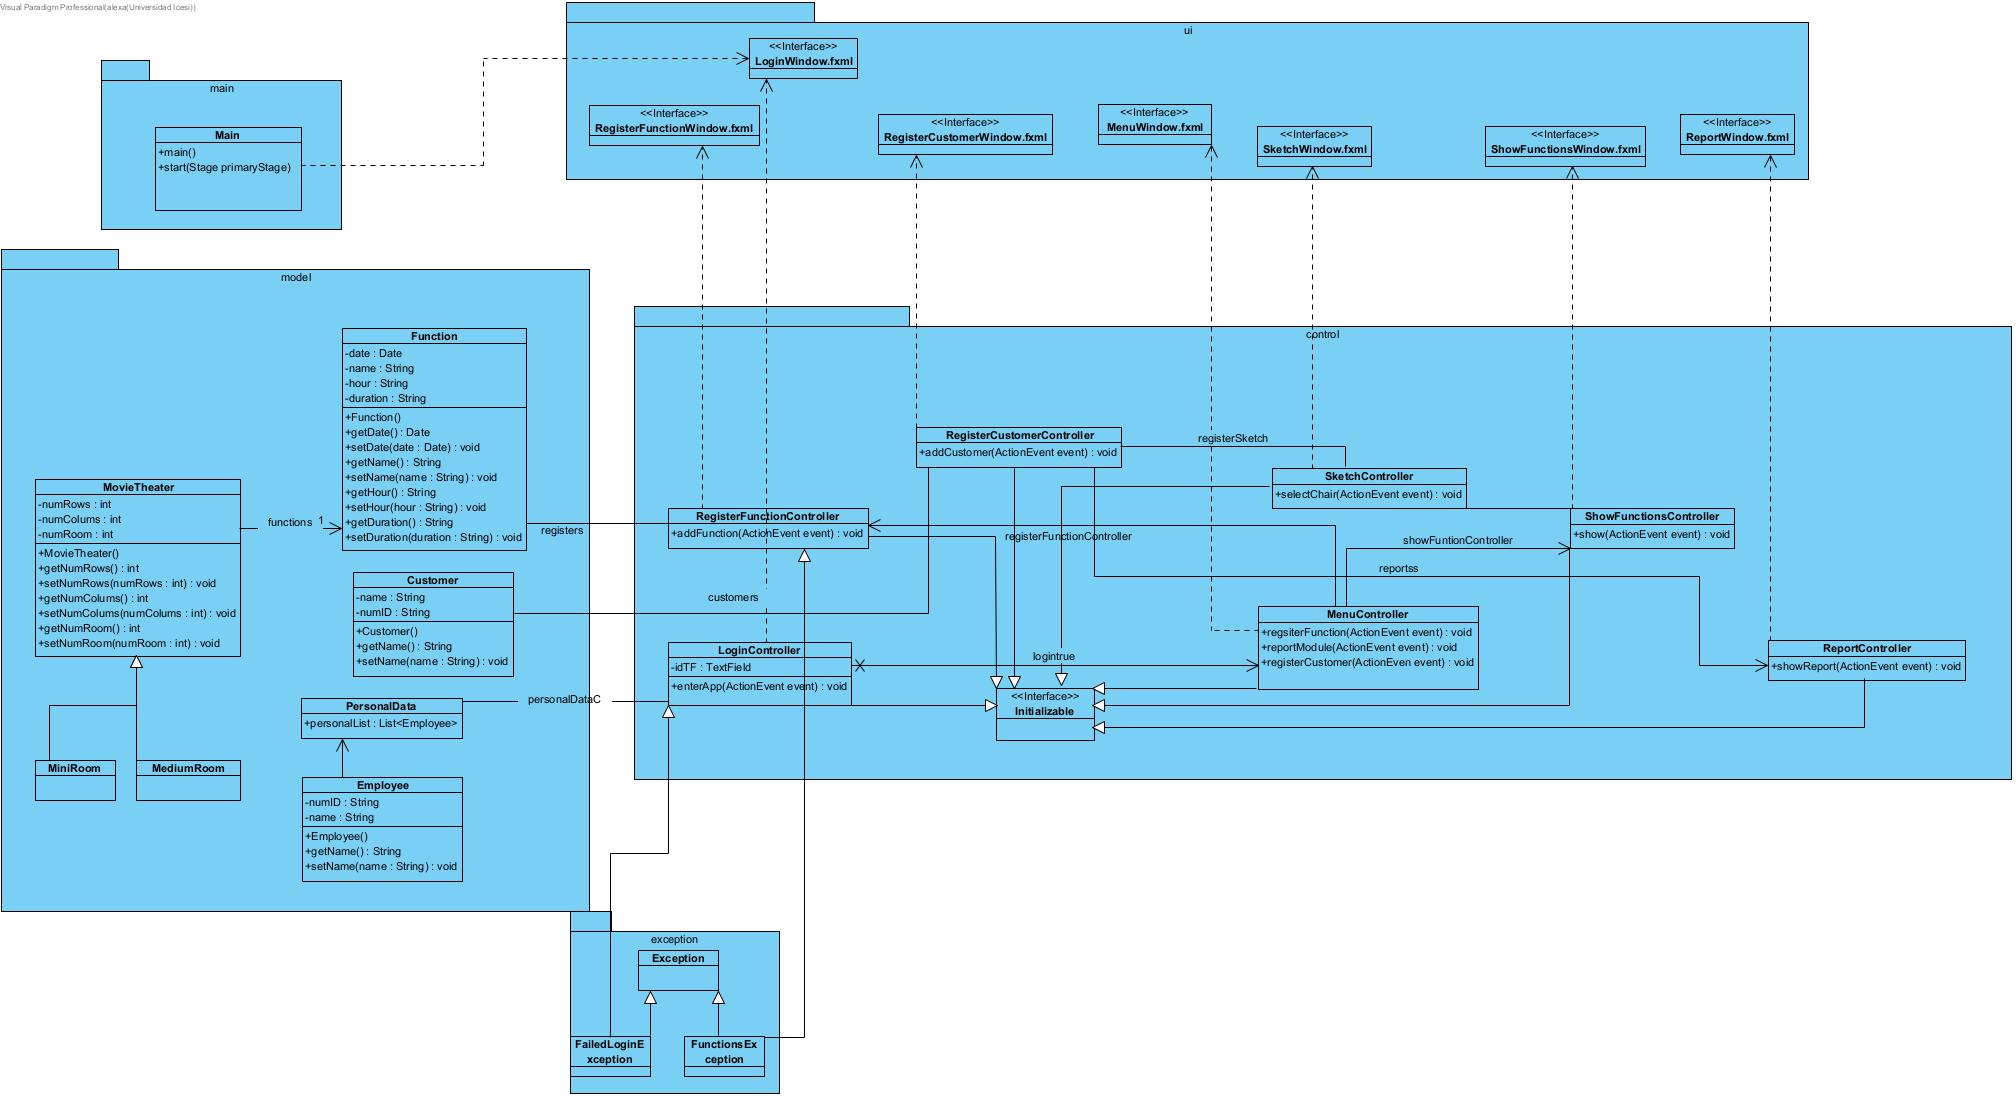 Visual Paradigm Professional(alexa(Universidad Icesi))
ui
<<Interface>>
LoginWindow.fxml
<<Interface>>
RegisterFunctionWindow.fxml
<<Interface>>
RegisterCustomerWindow.fxml
<<Interface>>
MenuWindow.fxml
<<Interface>>
SketchWindow.fxml
<<Interface>>
ShowFunctionsWindow.fxml
<<Interface>>
ReportWindow.fxml
main
Main
+main()
+start(Stage primaryStage)
model
Function
-date : Date
-name : String
-hour : String
-duration : String
+Function()
+getDate() : Date
+setDate(date : Date) : void
+getName() : String
+setName(name : String) : void
+getHour() : String
+setHour(hour : String) : void
+getDuration() : String
+setDuration(duration : String) : void
MovieTheater
-numRows : int
-numColums : int
-numRoom : int
+MovieTheater()
+getNumRows() : int
+setNumRows(numRows : int) : void
+getNumColums() : int
+setNumColums(numColums : int) : void
+getNumRoom() : int
+setNumRoom(numRoom : int) : void
functions
1
Customer
-name : String
-numID : String
+Customer()
+getName() : String
+setName(name : String) : void
PersonalData
+personalList : List<Employee>
MiniRoom
MediumRoom
Employee
-numID : String
-name : String
+Employee()
+getName() : String
+setName(name : String) : void
registers
customers
personalDataC
control
RegisterCustomerController
+addCustomer(ActionEvent event) : void
registerSketch
SketchController
+selectChair(ActionEvent event) : void
RegisterFunctionController
+addFunction(ActionEvent event) : void
registerFunctionController
ShowFunctionsController
+show(ActionEvent event) : void
showFuntionController
reportss
MenuController
+regsiterFunction(ActionEvent event) : void
+reportModule(ActionEvent event) : void
+registerCustomer(ActionEven event) : void
LoginController
-idTF : TextField
+enterApp(ActionEvent event) : void
logintrue
ReportController
+showReport(ActionEvent event) : void
<<Interface>>
Initializable
exception
Exception
FailedLoginE
xception
FunctionsEx
ception